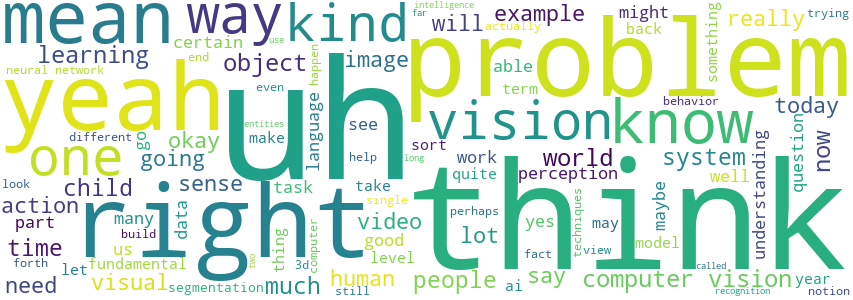 mean
way
kind
example
might
intelligence
far
trying
use
actually
back
something
will
really
learning
certain
end
object
image
able
term
problem
neural network
yeah
uh
happen
even
entities
language
see
help
long
vision
know
behavior
today
now
different
go
okay
make
one
going
sort
work
quite
world
perception
system
well
maybe
understanding
question
look
child
sense
task
take
single
right
think
action
part
many
build
data
video
good
level
lot
perhaps
yes
fact
techniques
may
view
model
called
time
forth
us
let
fundamental
thing
computer
3d
two
need
visual
segmentation
much
human
still
people
ai
say
computer vision
recognition
year
notion